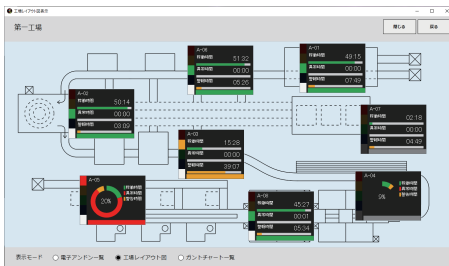 工場レイアウト図表示
第一工場
閉じる
戻る
A-06
稼働時間 51:32
異常時間 00:00
警報時間 05:26
A-01
稼働時間 49:15
異常時間 00:00
警報時間 07:49
A-02
稼働時間 50:14
異常時間 00:00
警報時間 03:09
A-07
稼働時間 02:18
異常時間 00:00
警報時間 04:49
A-03
稼働時間 15:28
異常時間 00:00
警報時間 39:07
A-05
20%
稼働時間
異常時間
警報時間
A-04
9%
稼働時間
異常時間
警報時間
A-08
稼働時間 45:27
異常時間 00:01
警報時間 05:34
表示モード 電子アンドン一覧 工場レイアウト図 ガントチャート一覧